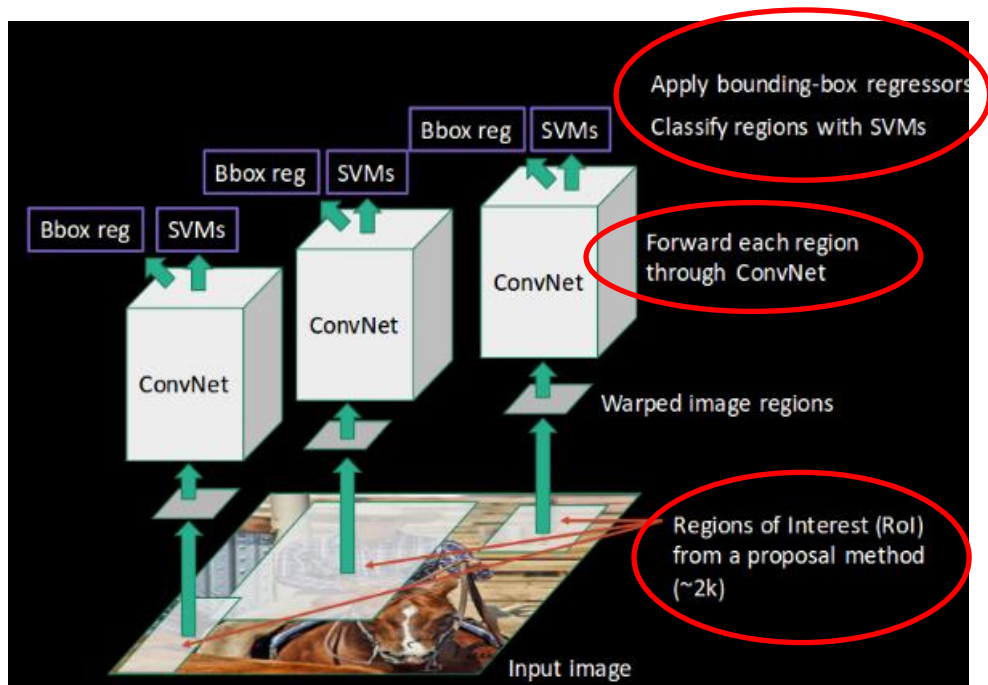 Apply bounding-box regressors
Classify regions with SVMs
Bbox reg SVMs
Bbox reg SVMs
Bbox reg SVMs
Forward each region
through ConvNet
ConvNet
ConvNet
ConvNet
Warped image regions
Regions of Interest (RoI)
from a proposal method
(~2k)
Input image